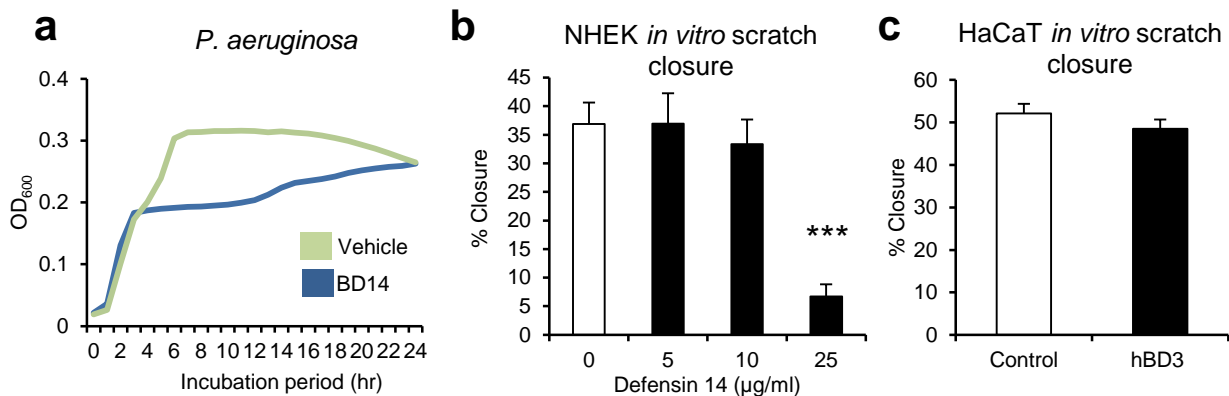 a
P. aeruginosa
0.4
0.3
0.2
0.1
0
OD600
Vehicle
BD14
0 2 4 6 8 10 12 14 16 18 20 22 24
Incubation period (hr)
b
NHEK in vitro scratch
closure
45
40
35
30
25
20
15
10
5
0
% Closure
***
0 5 10 25
Defensin 14 (µg/ml)
c
HaCaT in vitro scratch
closure
60
50
40
30
20
10
0
% Closure
Control hBD3